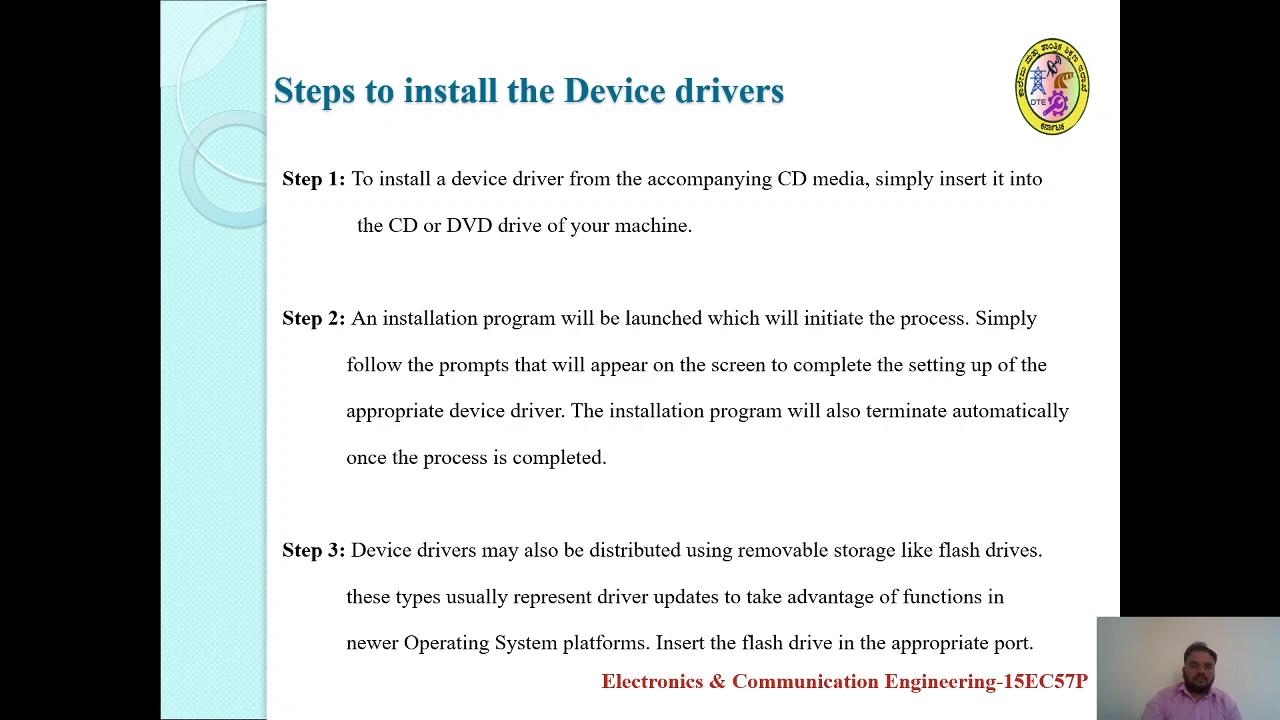 Steps to install the Device drivers
ಕಾಲೇಜು ಮತ್ತು ತಾಂತ್ರಿಕ ಶಿಕ್ಷಣ ಇಲಾಖೆ
DTE
ಕರ್ನಾಟಕ
Step 1: To install a device driver from the accompanying CD media, simply insert it into
the CD or DVD drive of your machine.
Step 2: An installation program will be launched which will initiate the process. Simply
follow the prompts that will appear on the screen to complete the setting up of the
appropriate device driver. The installation program will also terminate automatically
once the process is completed.
Step 3: Device drivers may also be distributed using removable storage like flash drives.
these types usually represent driver updates to take advantage of functions in
newer Operating System platforms. Insert the flash drive in the appropriate port.
Electronics & Communication Engineering-15EC57P